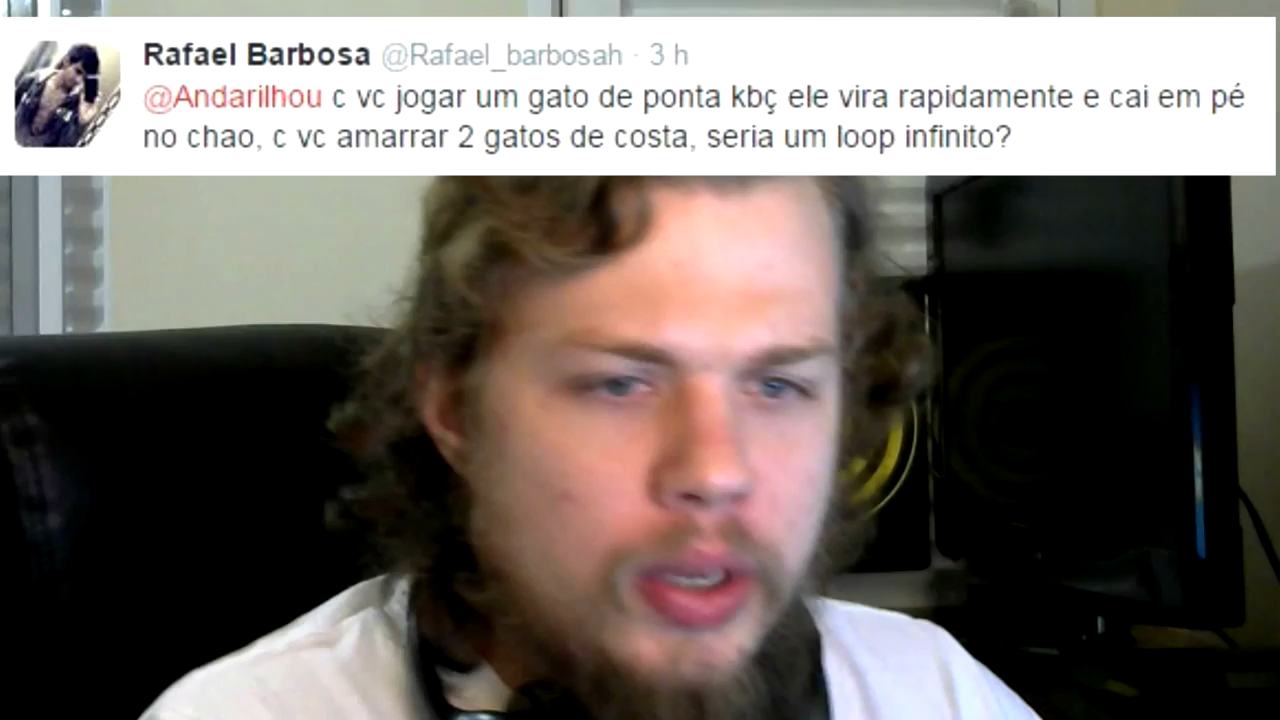 Rafael Barbosa @Rafael_barbosah · 3 h
@Andarilhou c vc jogar um gato de ponta kbç ele vira rapidamente e cai em pé
no chao, c vc amarrar 2 gatos de costa, seria um loop infinito?